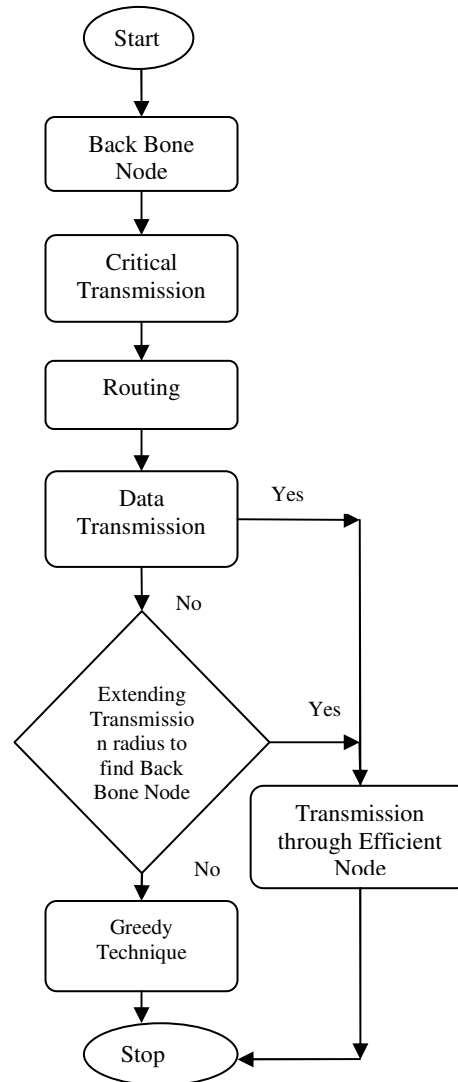 Start
Back Bone
Node
Critical
Transmission
Routing
Data
Transmission
Yes
No
Extending
Transmissio
n radius to
find Back
Bone Node
Yes
Transmission
through Efficient
Node
No
Greedy
Technique
Stop